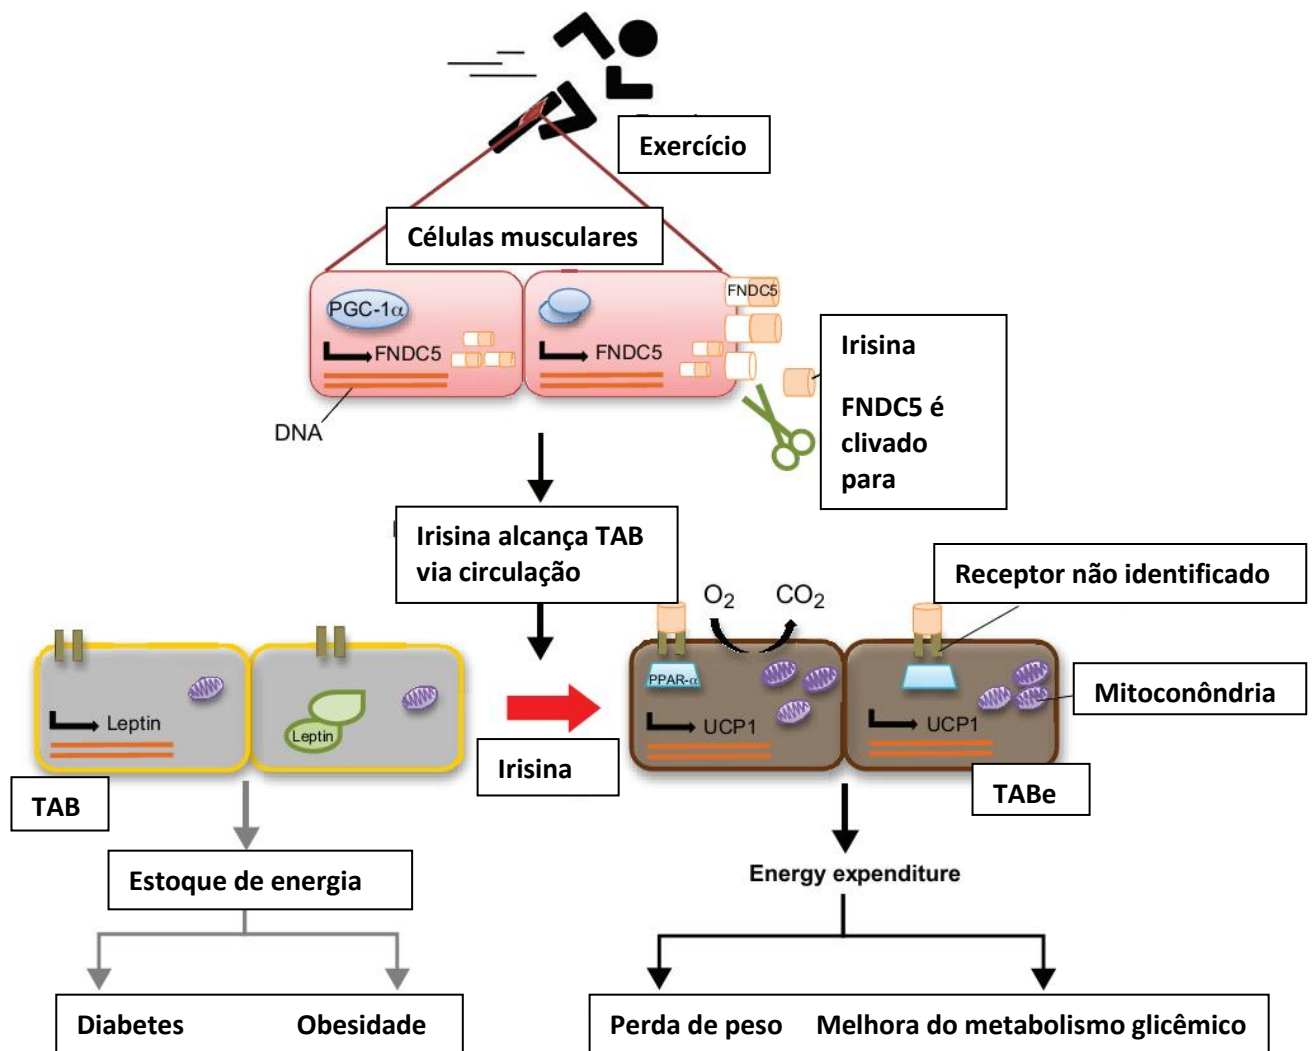 Exercício
Células musculares
FNDC5
PGC-1α
FNDC5
FNDC5
DNA
Irisina
FNDC5 é
clivado
para
Irisina alcança TAB
via circulação
O2
CO2
Receptor não identificado
PPAR-α
Mitoconôndria
Leptin
Leptin
UCP1
UCP1
Irisina
TAB
TABe
Estoque de energia
Energy expenditure
Diabetes
Obesidade
Perda de peso
Melhora do metabolismo glicêmico